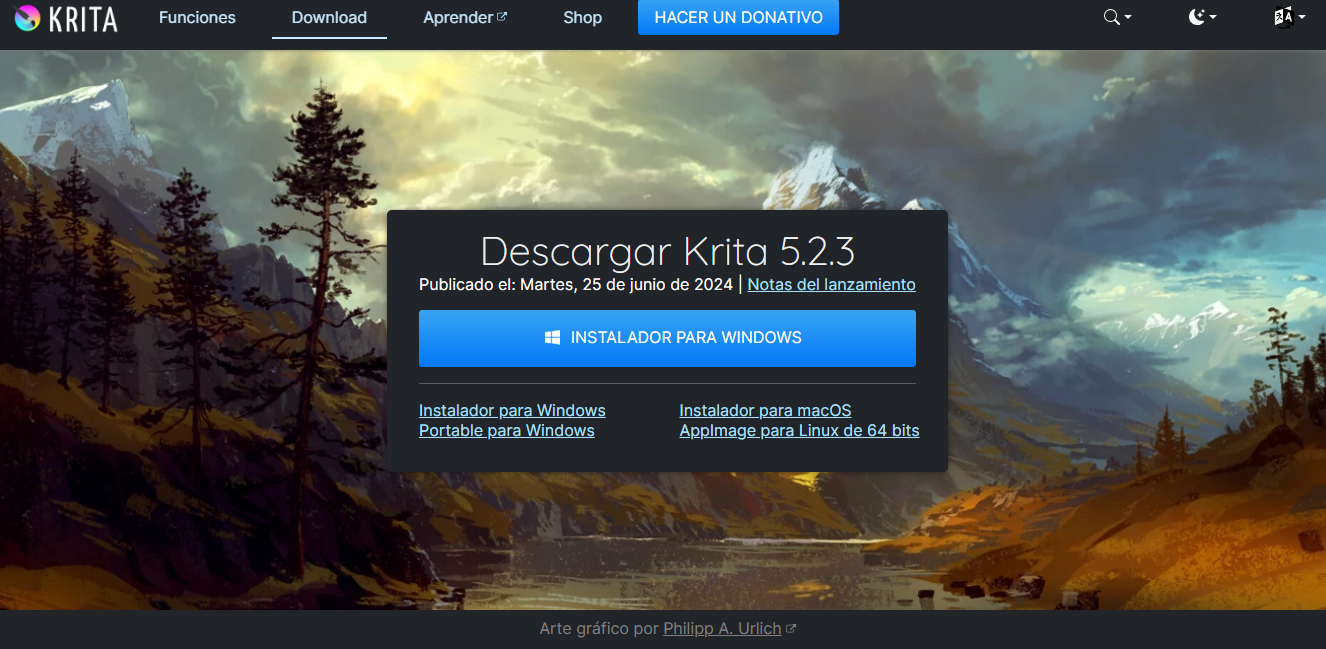 KRITA Funciones Download Aprender Shop HACER UN DONATIVO
Descargar Krita 5.2.3
Publicado el: Martes, 25 de junio de 2024 | Notas del lanzamiento
INSTALADOR PARA WINDOWS
Instalador para Windows Instalador para macOS
Portable para Windows AppImage para Linux de 64 bits
Arte gráfico por Philipp A. Urlich